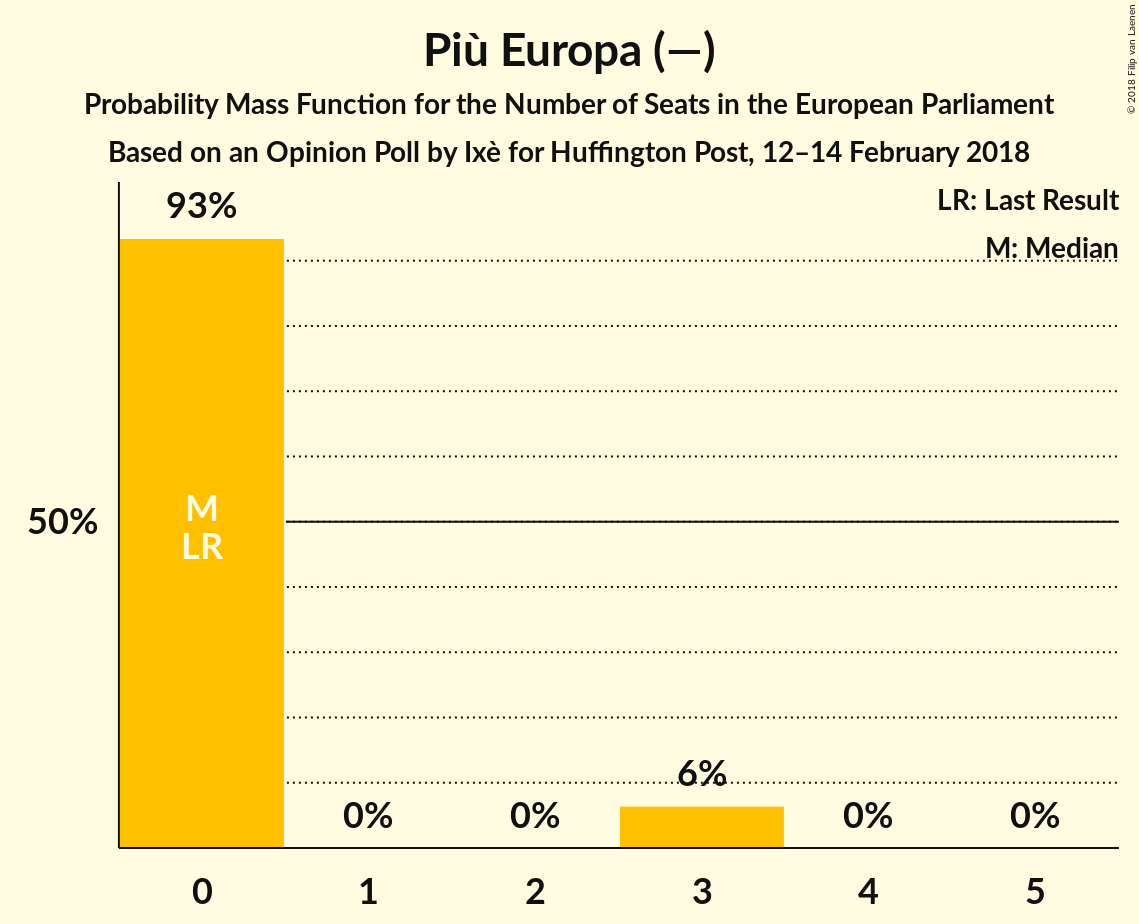 Più Europa (—)
Probability Mass Function for the Number of Seats in the European Parliament
Based on an Opinion Poll by Ixè for Huffington Post, 12–14 February 2018
© 2018 Filip van Laenen
LR: Last Result
M: Median
93%
50%
M
LR
6%
0%
0%
0%
0%
0
1
2
3
4
5